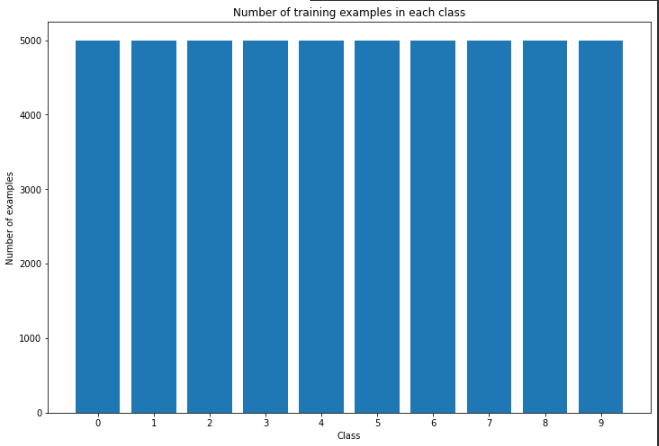 Number of training examples in each class
5000
4000
3000
2000
1000
0
Number of examples
0 1 2 3 4 5 6 7 8 9
Class